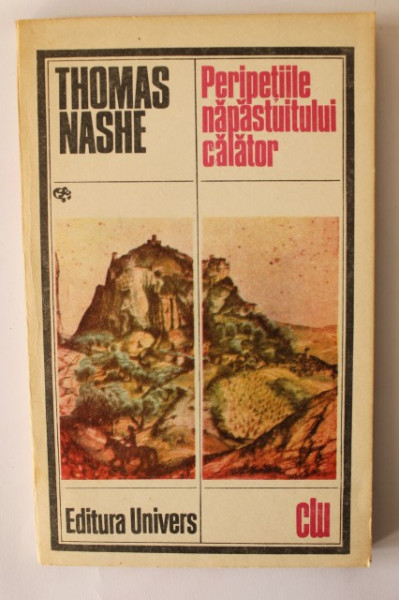 THOMAS
NASHE
Peripețiile
năpăstuitului
călător
Editura Univers
clu